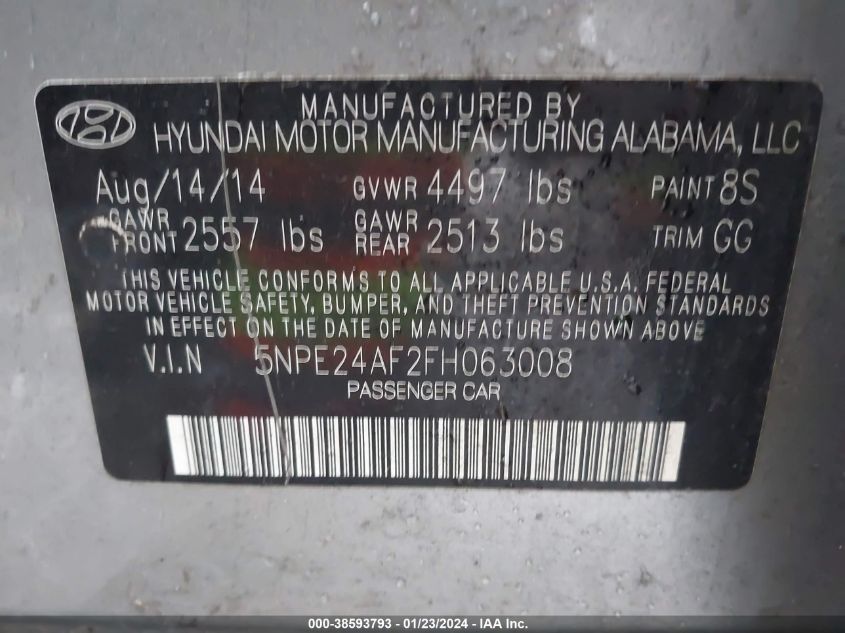 MANUFACTURED BY
HYUNDAI MOTOR MANUFACTURING ALABAMA, LLC
Aug/14/14 GVWR 4497 lbs PAINT 8S
GAWR FRONT 2557 lbs GAWR REAR 2513 lbs TRIM GG
THIS VEHICLE CONFORMS TO ALL APPLICABLE U.S.A. FEDERAL
MOTOR VEHICLE SAFETY, BUMPER, AND THEFT PREVENTION STANDARDS
IN EFFECT ON THE DATE OF MANUFACTURE SHOWN ABOVE
V.I.N 5NPE24AF2FH063008
PASSENGER CAR
000-38593793 - 01/23/2024 - IAA Inc.